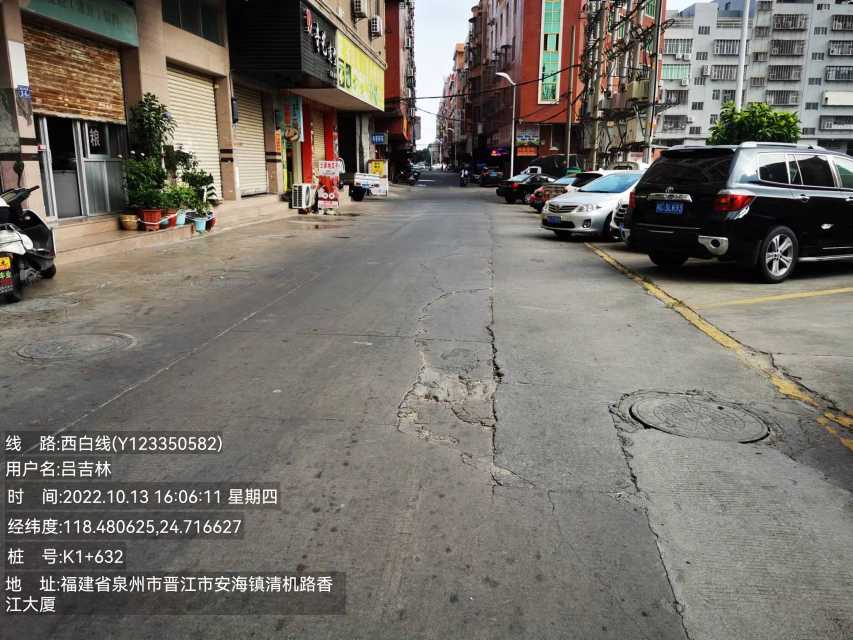 粮
线 路:西白线(Y123350582)
用户名:吕吉林
时 间:2022.10.13 16:06:11 星期四
经纬度:118.480625,24.716627
桩 号:K1+632
地 址:福建省泉州市晋江市安海镇清机路香
江大厦